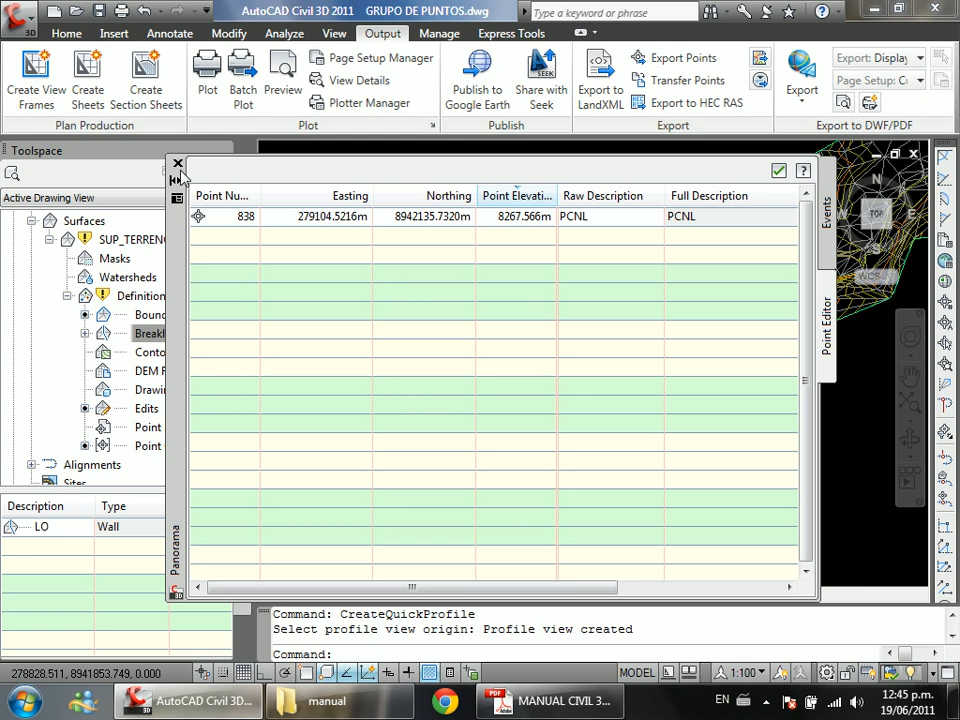 AutoCAD Civil 3D 2011 GRUPO DE PUNTOS.dwg
Type a keyword or phrase
3D
Home
Insert
Annotate
Modify
Analyze
View
Output
Manage
Express Tools
Create View
Frames
Create
Sheets
Create
Section Sheets
Plan Production
Plot
Batch
Plot
Preview
Page Setup Manager
View Details
Plotter Manager
Plot
Publish to
Google Earth
Share with
Seek
Publish
Export to
LandXML
Export Points
Transfer Points
Export to HEC RAS
Export
Export
Export: Display
Page Setup: C
Export to DWF/PDF
Toolspace
Active Drawing View
Surfaces
SUP_TERREN
Masks
Watersheds
Definition
Boun
Breakl
Conto
DEM F
Drawin
Edits
Point
Point
Alignments
Sites
Description Type
LO Wall
Point Nu... Easting Northing Point Elevati... Raw Description Full Description
838 279104.5216m 8942135.7320m 8267.566m PCNL PCNL
Panorama
Events
Point Editor
N
TOP
S
WCS
Command: CreateQuickProfile
Select profile view origin: Profile view created
Command:
278828.511, 8941853.749, 0.000
MODEL
1:100
AutoCAD Civil 3D...
manual
MANUAL CIVIL 3...
EN
12:45 p.m.
19/06/2011